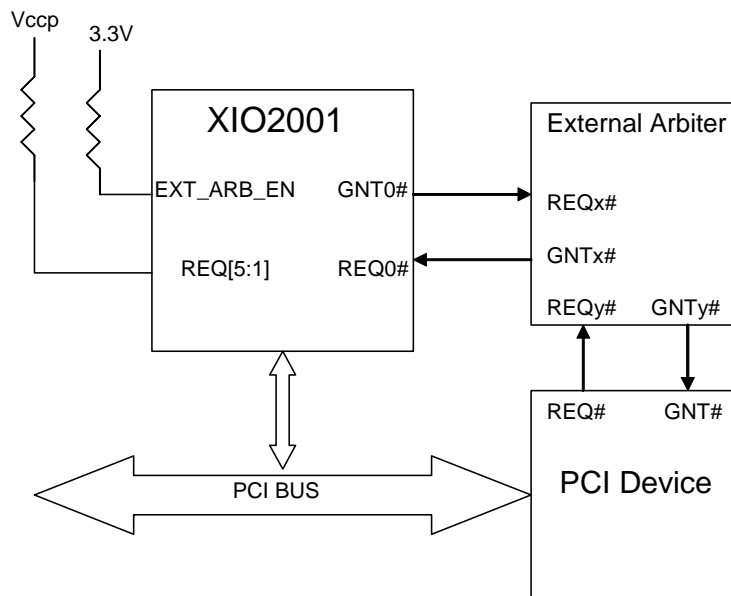 Vccp
3.3V
XIO2001
External Arbiter
EXT_ARB_EN
GNT0#
REQx#
REQ[5:1]
REQ0#
GNTx#
REQy#
GNTy#
REQ#
GNT#
PCI BUS
PCI Device